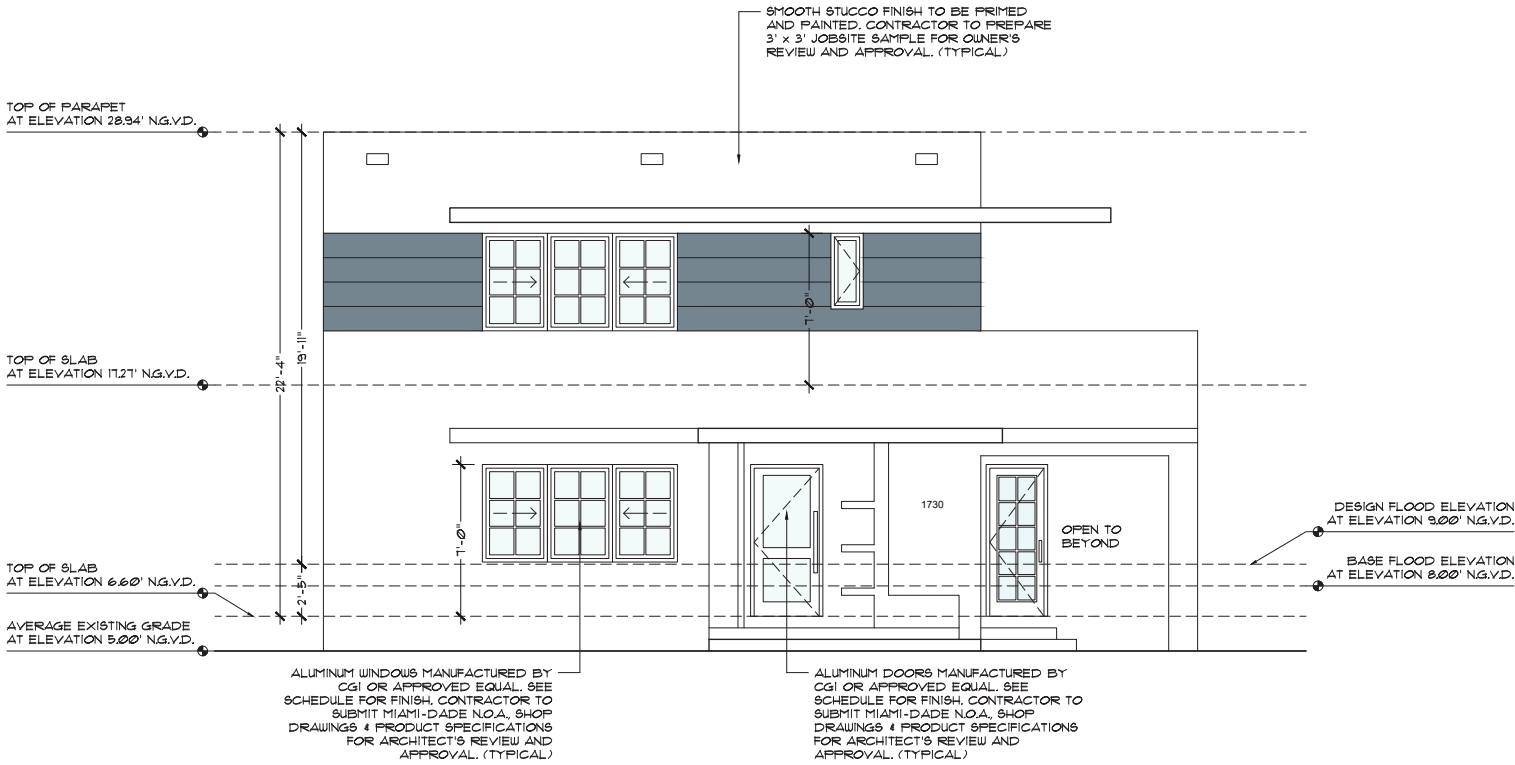 SMOOTH STUCCO FINISH TO BE PRIMED
AND PAINTED. CONTRACTOR TO PREPARE
3' x 3' JOBSITE SAMPLE FOR OWNER'S
REVIEW AND APPROVAL. (TYPICAL)
TOP OF PARAPET
AT ELEVATION 28.94' N.G.V.D.
TOP OF SLAB
AT ELEVATION 17.27' N.G.V.D.
22'-4"
19'-11"
7'-0"
7'-0"
1730
OPEN TO
BEYOND
DESIGN FLOOD ELEVATION
AT ELEVATION 9.00' N.G.V.D.
BASE FLOOD ELEVATION
AT ELEVATION 8.00' N.G.V.D.
TOP OF SLAB
AT ELEVATION 6.60' N.G.V.D.
2'-5"
AVERAGE EXISTING GRADE
AT ELEVATION 5.00' N.G.V.D.
ALUMINUM WINDOWS MANUFACTURED BY
CGI OR APPROVED EQUAL. SEE
SCHEDULE FOR FINISH. CONTRACTOR TO
SUBMIT MIAMI-DADE N.O.A., SHOP
DRAWINGS & PRODUCT SPECIFICATIONS
FOR ARCHITECT'S REVIEW AND
APPROVAL. (TYPICAL)
ALUMINUM DOORS MANUFACTURED BY
CGI OR APPROVED EQUAL. SEE
SCHEDULE FOR FINISH. CONTRACTOR TO
SUBMIT MIAMI-DADE N.O.A., SHOP
DRAWINGS & PRODUCT SPECIFICATIONS
FOR ARCHITECT'S REVIEW AND
APPROVAL. (TYPICAL)